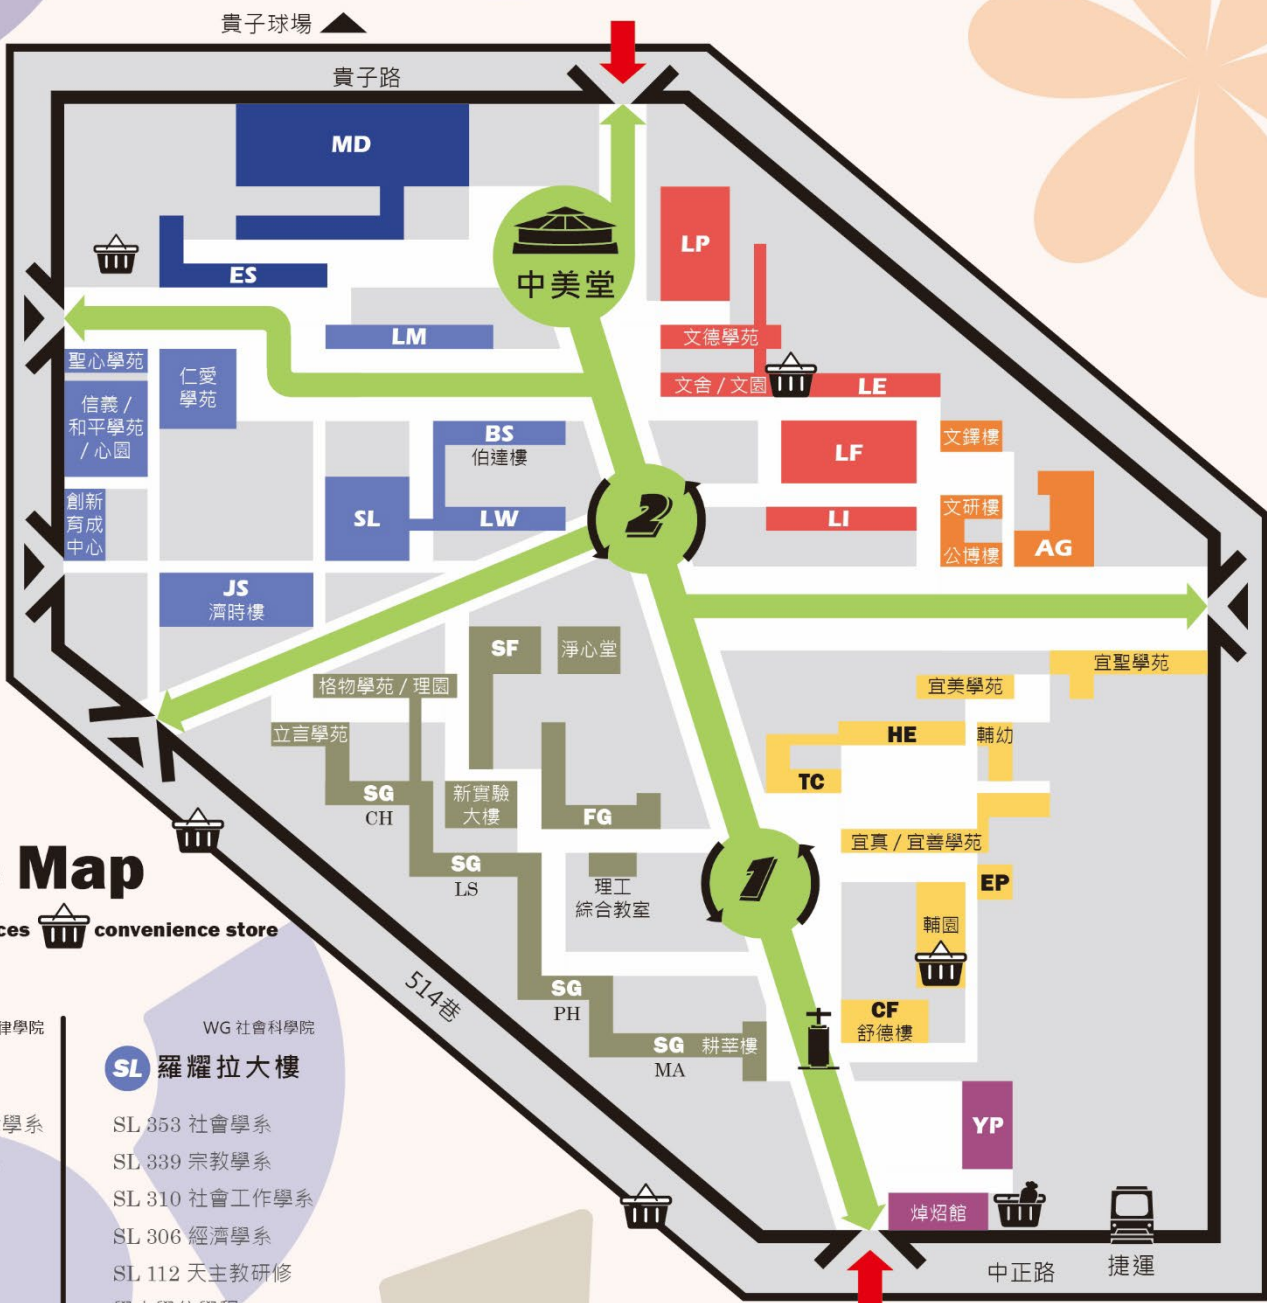 貴子球場
貴子路
MD
中美堂
LP
ES
LM
文德學苑
聖心學苑
仁愛
學苑
文舍 / 文園
LE
信義 /
和平學苑
/ 心園
BS
伯達樓
文鐸樓
LF
創新
育成
中心
SL
LW
2
LI
文研樓
公博樓
AG
JS
濟時樓
SF
淨心堂
宜聖學苑
格物學苑 / 理園
宜美學苑
立言學苑
HE
輔幼
TC
SG
CH
新實驗
大樓
FG
宜真 / 宜善學苑
SG
LS
理工
綜合教室
1
EP
Map
convenience store
輔園
514巷
SG
PH
CF
舒德樓
SG
耕莘樓
MA
YP
焯炤館
中正路
捷運
律學院
WG 社會科學院
SL 羅耀拉大樓
學系
SL 353 社會學系
SL 339 宗教學系
SL 310 社會工作學系
SL 306 經濟學系
SL 112 天主教研修